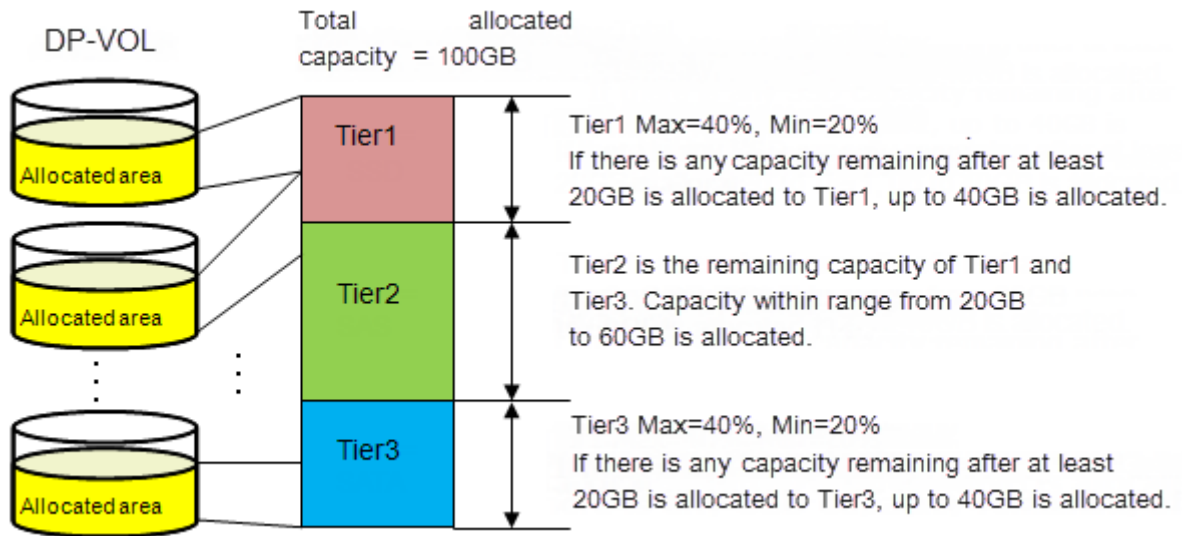 DP-VOL
Total allocated
capacity = 100GB
Allocated area
Allocated area
Allocated area
Tier1
Tier2
Tier3
Tier1 Max=40%, Min=20%
If there is any capacity remaining after at least
20GB is allocated to Tier1, up to 40GB is allocated.
Tier2 is the remaining capacity of Tier1 and
Tier3. Capacity within range from 20GB
to 60GB is allocated.
Tier3 Max=40%, Min=20%
If there is any capacity remaining after at least
20GB is allocated to Tier3, up to 40GB is allocated.